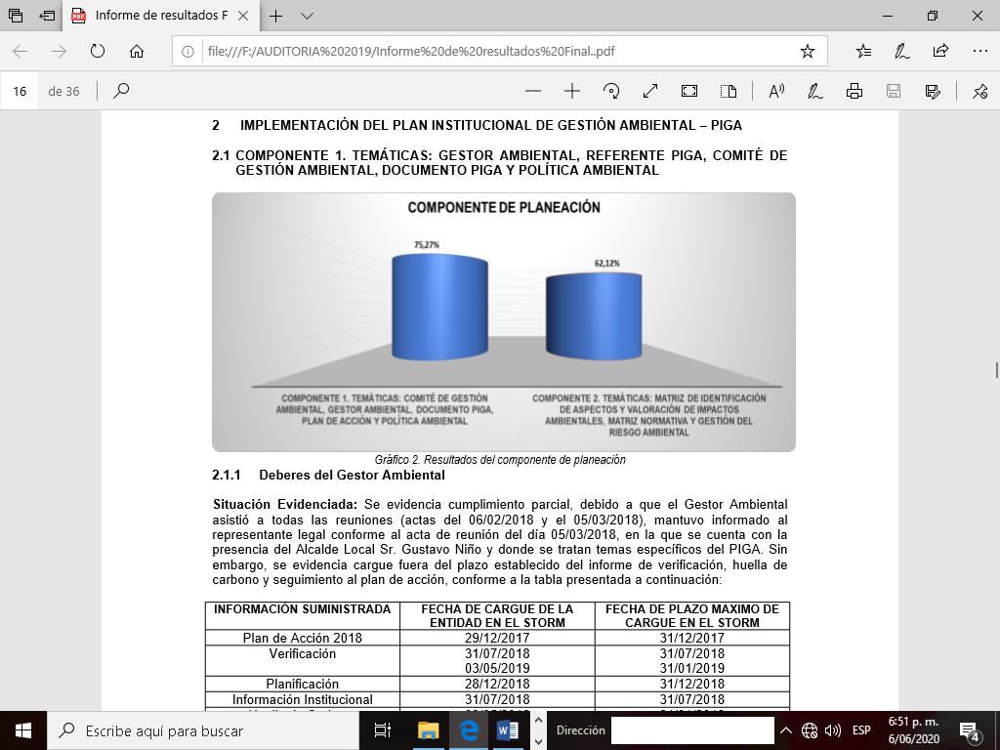 Informe de resultados F
file:///F:/AUDITORIA%202019/Informe%20de%20resultados%20Final..pdf
16 de 36
2 IMPLEMENTACIÓN DEL PLAN INSTITUCIONAL DE GESTIÓN AMBIENTAL – PIGA
2.1 COMPONENTE 1. TEMÁTICAS: GESTOR AMBIENTAL, REFERENTE PIGA, COMITÉ DE
GESTIÓN AMBIENTAL, DOCUMENTO PIGA Y POLÍTICA AMBIENTAL
COMPONENTE DE PLANEACIÓN
75,27%
62,12%
COMPONENTE 1. TEMÁTICAS: COMITÉ DE GESTIÓN
AMBIENTAL, GESTOR AMBIENTAL, DOCUMENTO PIGA,
PLAN DE ACCIÓN Y POLÍTICA AMBIENTAL
COMPONENTE 2. TEMÁTICAS: MATRIZ DE IDENTIFICACIÓN
DE ASPECTOS Y VALORACIÓN DE IMPACTOS
AMBIENTALES, MATRIZ NORMATIVA Y GESTIÓN DEL
RIESGO AMBIENTAL
Gráfico 2. Resultados del componente de planeación
2.1.1 Deberes del Gestor Ambiental
Situación Evidenciada: Se evidencia cumplimiento parcial, debido a que el Gestor Ambiental
asistió a todas las reuniones (actas del 06/02/2018 y el 05/03/2018), mantuvo informado al
representante legal conforme al acta de reunión del día 05/03/2018, en la que se cuenta con la
presencia del Alcalde Local Sr. Gustavo Niño y donde se tratan temas específicos del PIGA. Sin
embargo, se evidencia cargue fuera del plazo establecido del informe de verificación, huella de
carbono y seguimiento al plan de acción, conforme a la tabla presentada a continuación:
INFORMACIÓN SUMINISTRADA FECHA DE CARGUE DE LA FECHA DE PLAZO MAXIMO DE
ENTIDAD EN EL STORM CARGUE EN EL STORM
Plan de Acción 2018 29/12/2017 31/12/2017
Verificación 31/07/2018 31/07/2018
03/05/2019 31/01/2019
Planificación 28/12/2018 31/12/2018
Información Institucional 31/07/2018 31/07/2018
Escribe aquí para buscar
Dirección
ESP
6:51 p. m.
6/06/2020
4